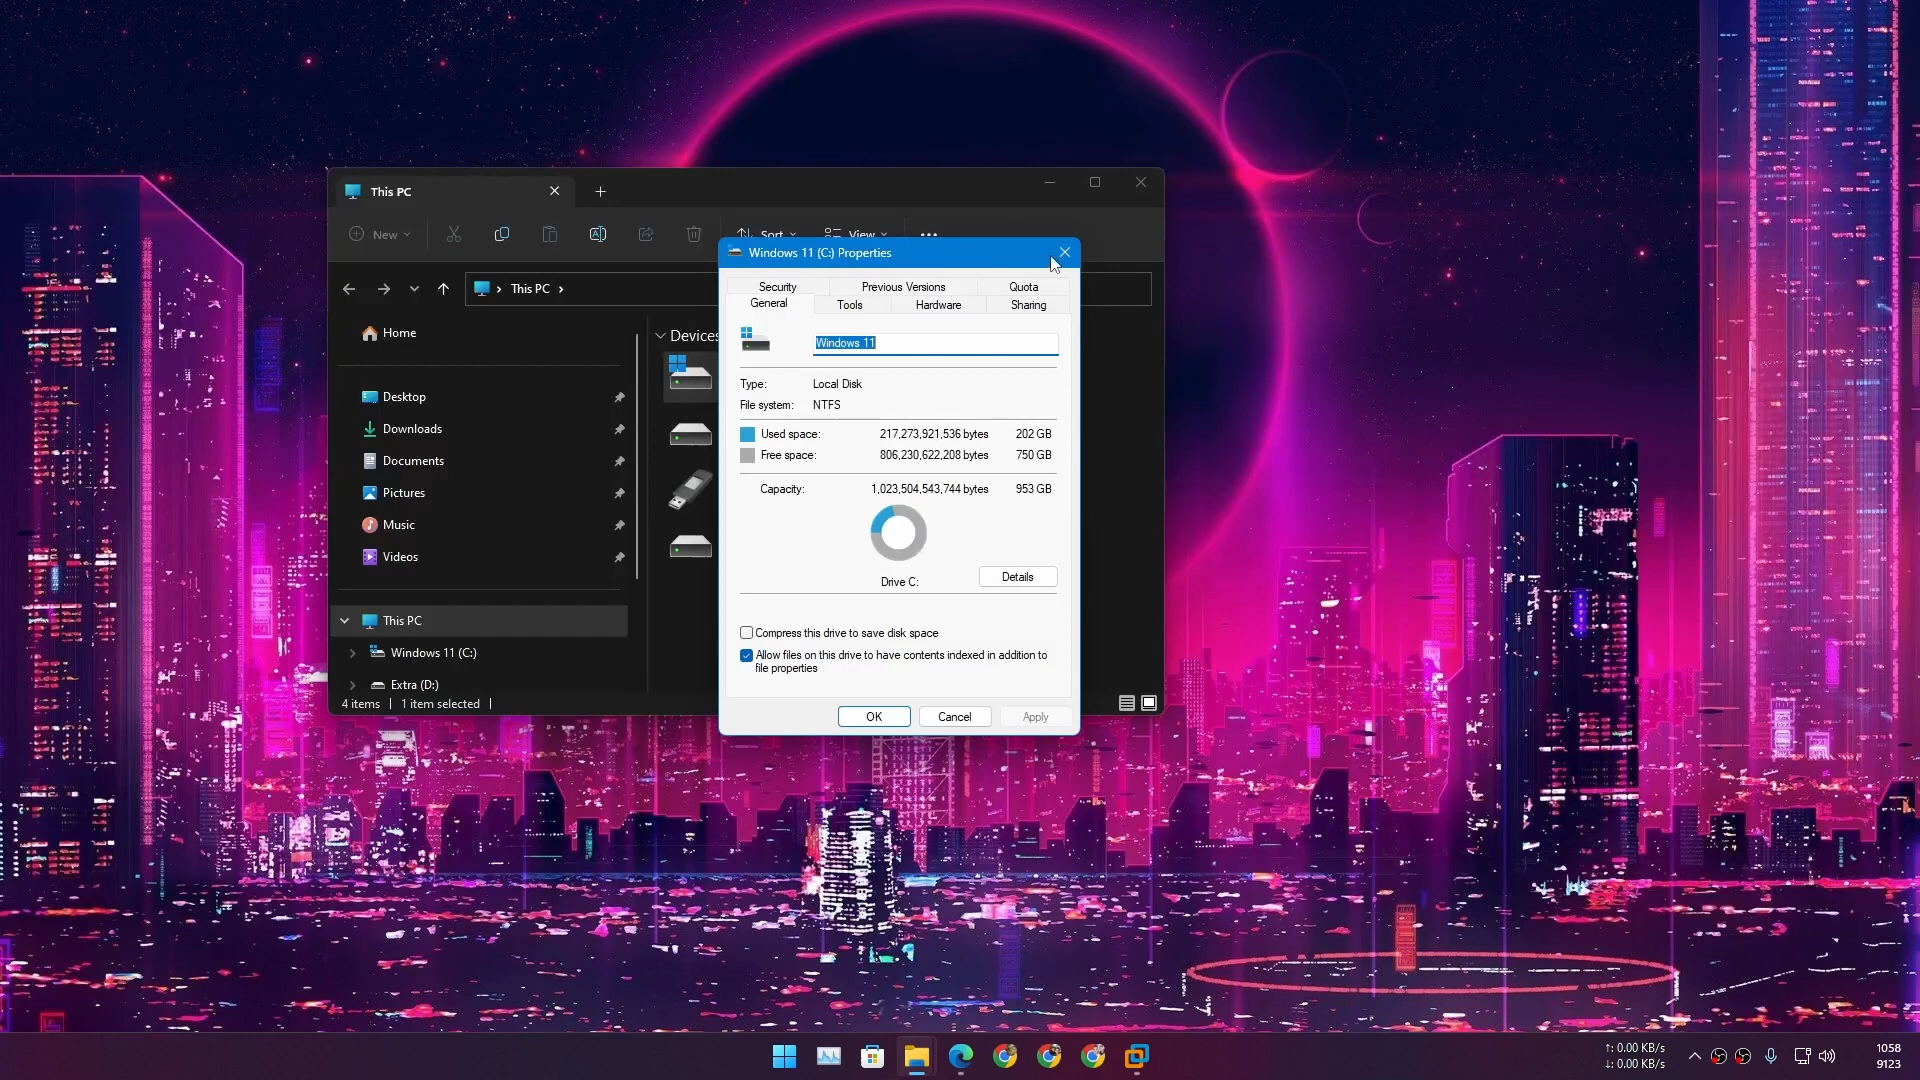 This PC
New
Sort
View
This PC
Home
Desktop
Downloads
Documents
Pictures
Music
Videos
This PC
Windows 11 (C:)
Extra (D:)
4 items
1 item selected
Devices
Windows 11 (C:) Properties
Security Previous Versions Quota
General Tools Hardware Sharing
Windows 11
Type: Local Disk
File system: NTFS
Used space: 217,273,921,536 bytes 202 GB
Free space: 806,230,622,208 bytes 750 GB
Capacity: 1,023,504,543,744 bytes 953 GB
Drive C:
Details
Compress this drive to save disk space
Allow files on this drive to have contents indexed in addition to
file properties
OK Cancel Apply
↑: 0.00 KB/s
↓: 0.00 KB/s
1058
9123